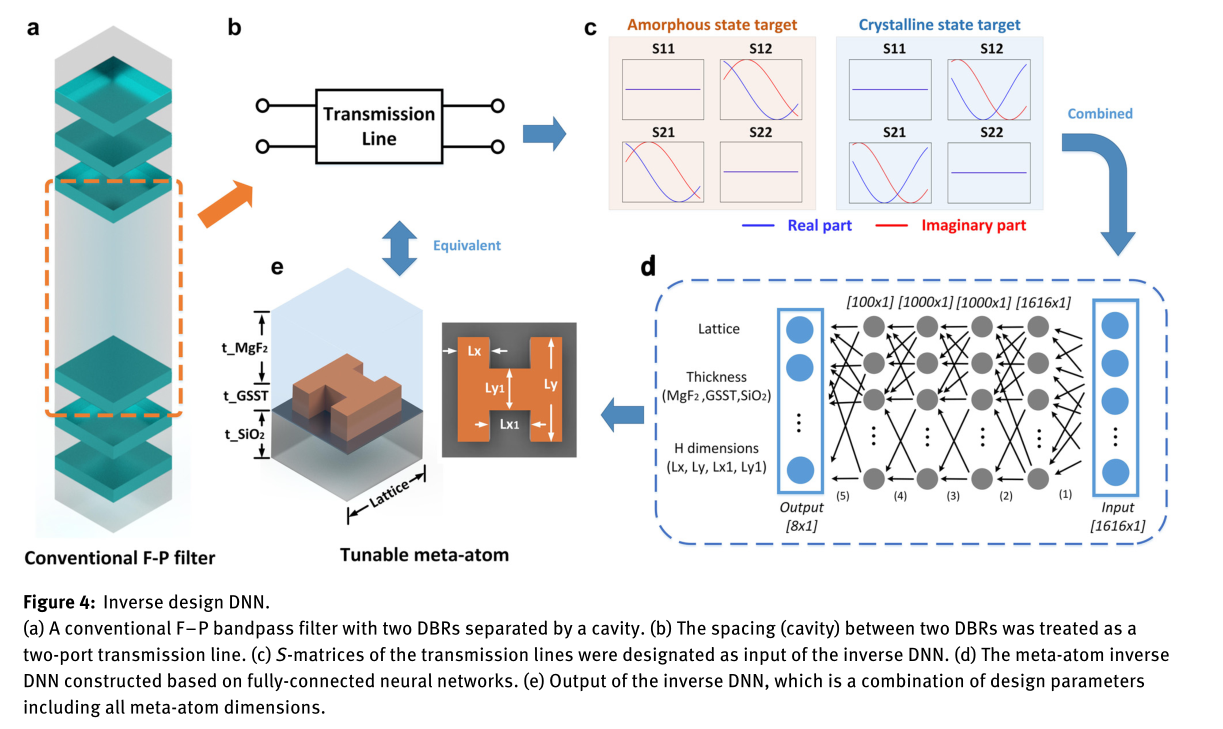 a
Conventional F-P filter
b
Transmission
Line
Equivalent
c
Amorphous state target
S11
S12
S21
S22
Crystalline state target
S11
S12
S21
S22
Real part
Imaginary part
Combined
d
[100x1]
[1000x1]
[1000x1]
[1616x1]
Lattice
Thickness
(MgF₂ ,GSST,SiO₂)
H dimensions
(Lx, Ly, Lx1, Ly1)
(5)
(4)
(3)
(2)
(1)
Output
[8x1]
Input
[1616x1]
e
t_MgF₂
t_GSST
t_SiO₂
Lattice
Lx
Ly1
Ly
Lx1
Tunable meta-atom
Figure 4: Inverse design DNN.
(a) A conventional F–P bandpass filter with two DBRs separated by a cavity. (b) The spacing (cavity) between two DBRs was treated as a
two-port transmission line. (c) S-matrices of the transmission lines were designated as input of the inverse DNN. (d) The meta-atom inverse
DNN constructed based on fully-connected neural networks. (e) Output of the inverse DNN, which is a combination of design parameters
including all meta-atom dimensions.